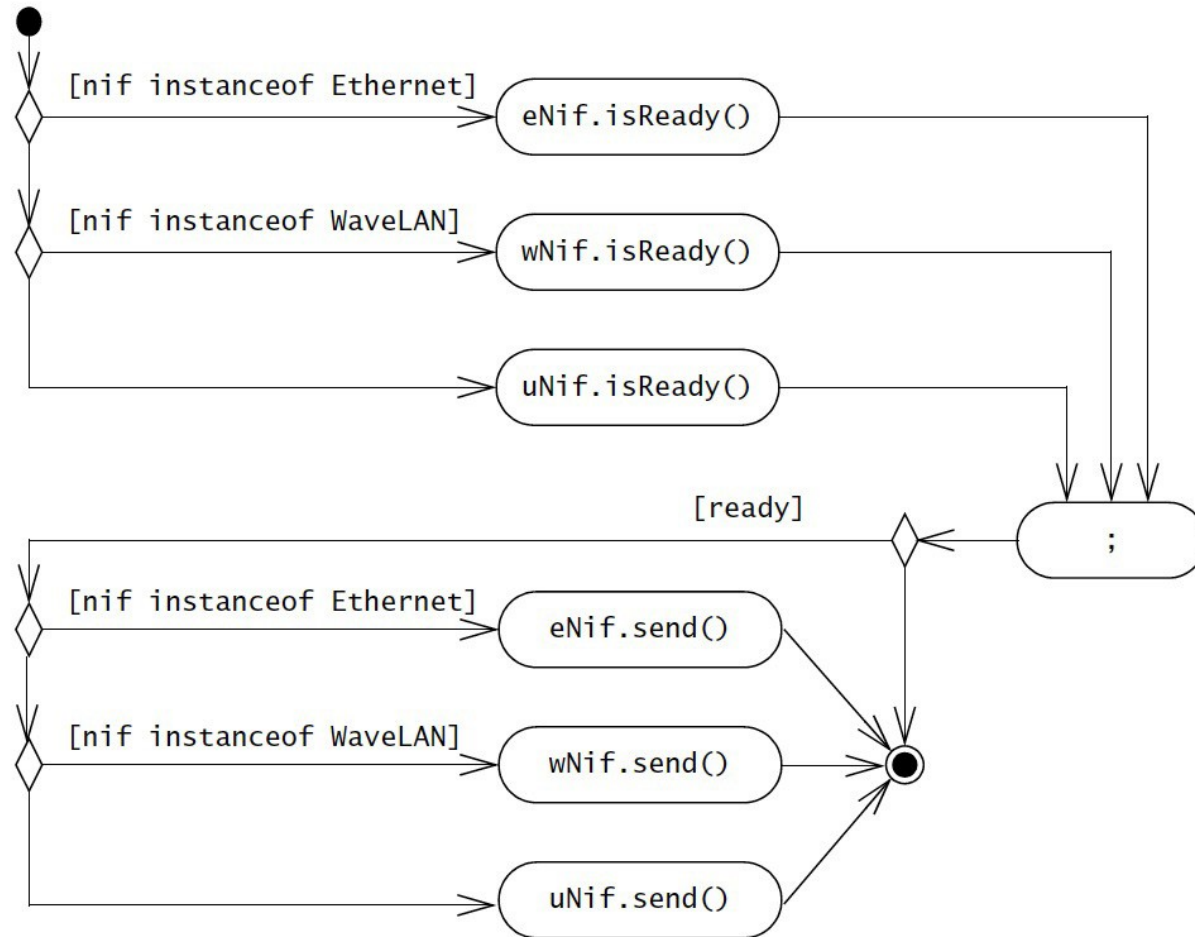 [nif instanceof Ethernet]
eNif.isReady()
[nif instanceof WaveLAN]
wNif.isReady()
uNif.isReady()
[ready]
;
[nif instanceof Ethernet]
eNif.send()
[nif instanceof WaveLAN]
wNif.send()
uNif.send()